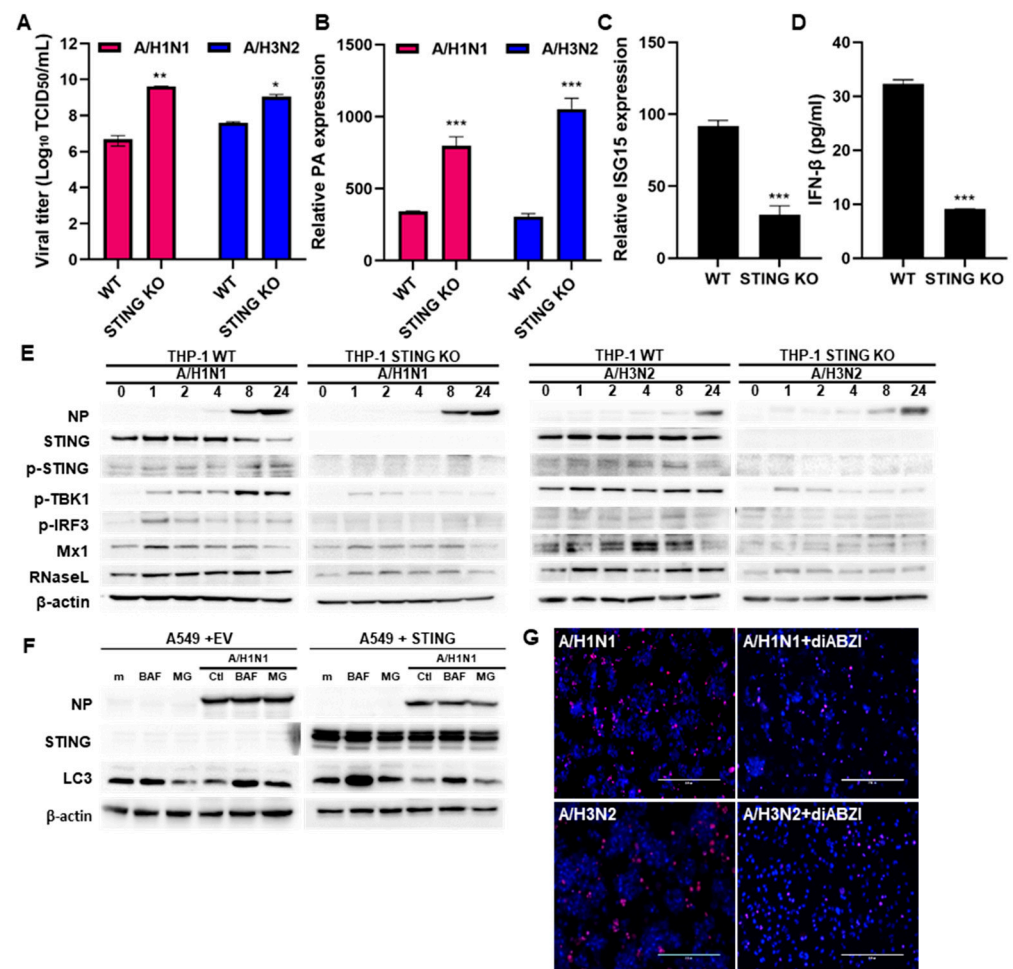 A
Viral titer (Log10 TCID50/mL)
12
10
8
6
4
2
0
A/H1N1
A/H3N2
**
*
WT
STING KO
WT
STING KO
B
Relative PA expression
1500
1000
500
0
A/H1N1
A/H3N2
***
***
WT
STING KO
WT
STING KO
C
Relative ISG15 expression
150
100
50
0
***
WT STING KO
D
IFN-β (pg/ml)
40
30
20
10
0
***
WT STING KO
E
THP-1 WT THP-1 STING KO THP-1 WT THP-1 STING KO
A/H1N1 A/H1N1 A/H3N2 A/H3N2
0 1 2 4 8 24 0 1 2 4 8 24 0 1 2 4 8 24 0 1 2 4 8 24
NP
STING
p-STING
p-TBK1
p-IRF3
Mx1
RNaseL
β-actin
F
A549 +EV A549 + STING
A/H1N1 A/H1N1
m BAF MG Ctl BAF MG m BAF MG Ctl BAF MG
NP
STING
LC3
β-actin
G
A/H1N1 A/H1N1+diABZI
A/H3N2 A/H3N2+diABZI